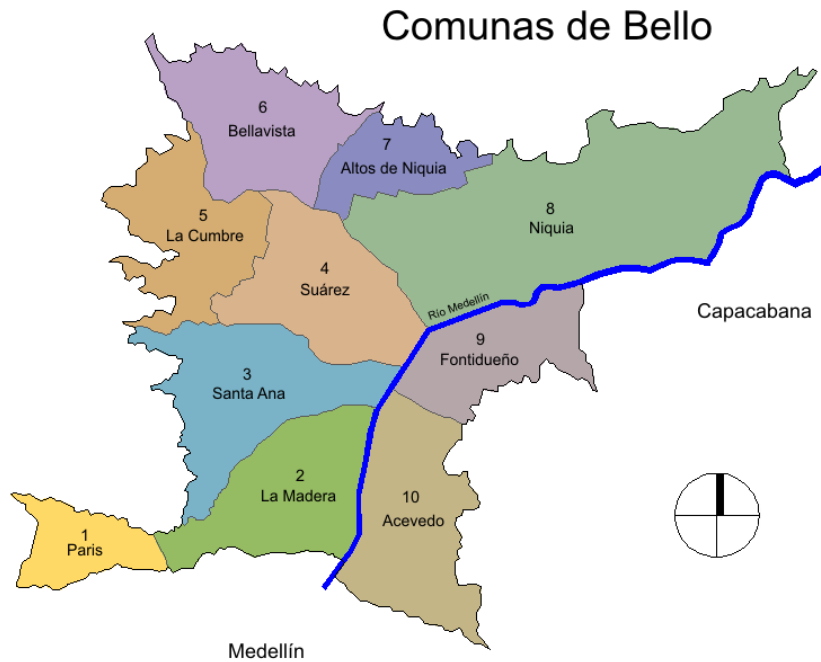 Comunas de Bello
6
Bellavista
7
Altos de Niquia
8
Niquia
5
La Cumbre
4
Suárez
Río Medellín
Capacabana
9
Fontidueño
3
Santa Ana
2
La Madera
10
Acevedo
1
Paris
Medellín